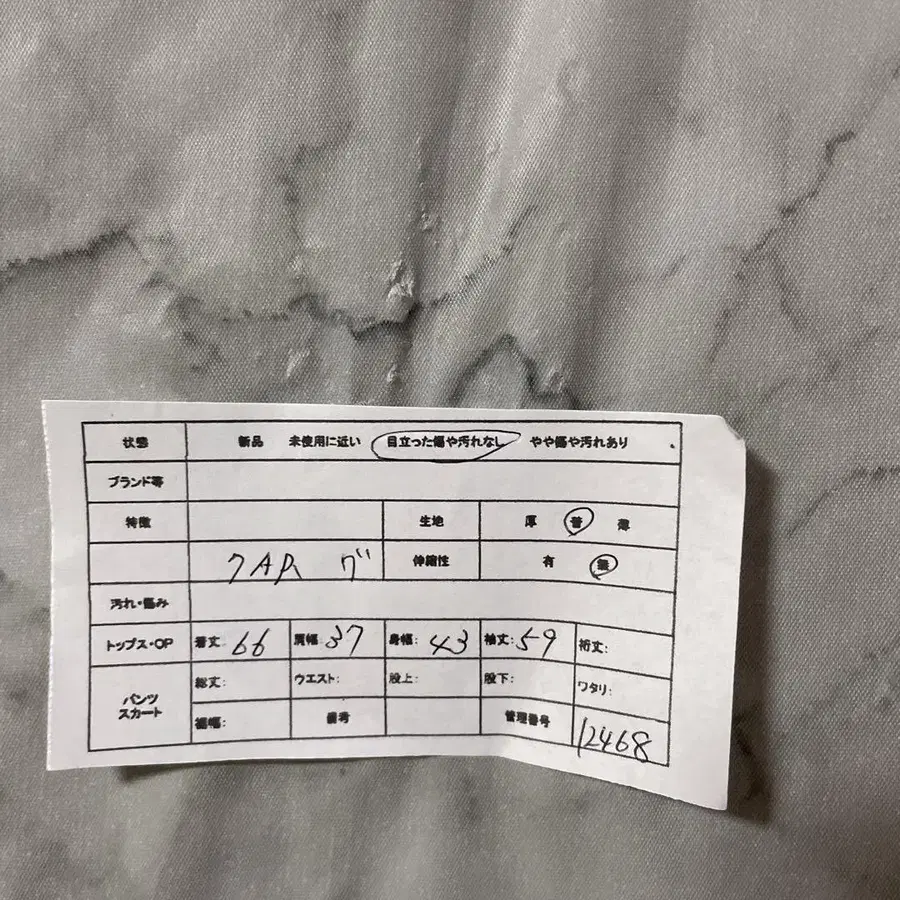 状態 新品 未使用に近い 目立った傷や汚れなし やや傷や汚れあり
ブランド等
特徴 生地 厚 普 薄
伸縮性 有 無
汚れ・傷み
トップス・OP 着丈: 66 肩幅: 37 身幅: 43 袖丈: 59 裄丈:
パンツ スカート 総丈: ウエスト: 股上: 股下: ワタリ:
裾幅: 備考 管理番号 12468